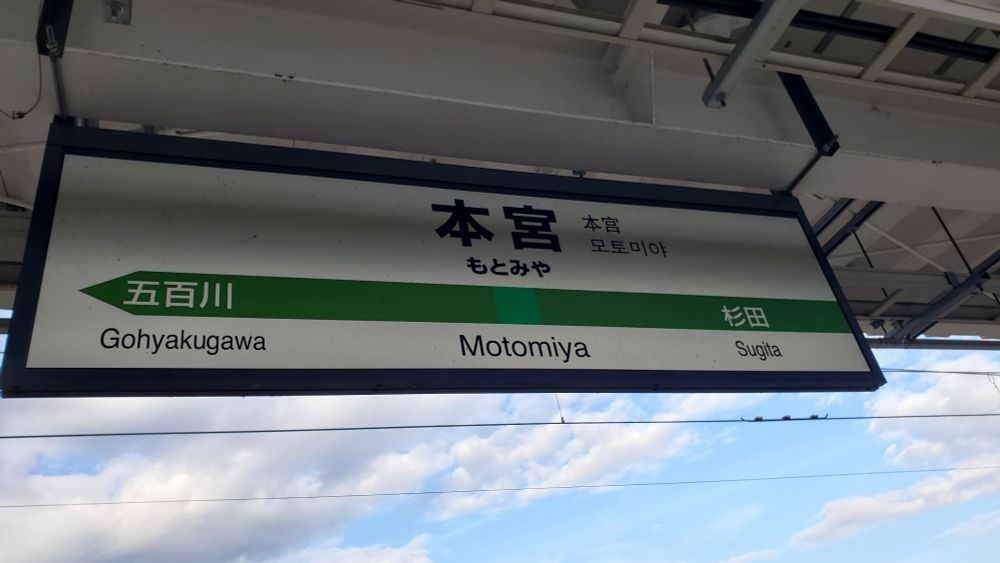 本宮
本宫
모토미야
もとみや
五百川
杉田
Gohyakugawa
Motomiya
Sugita